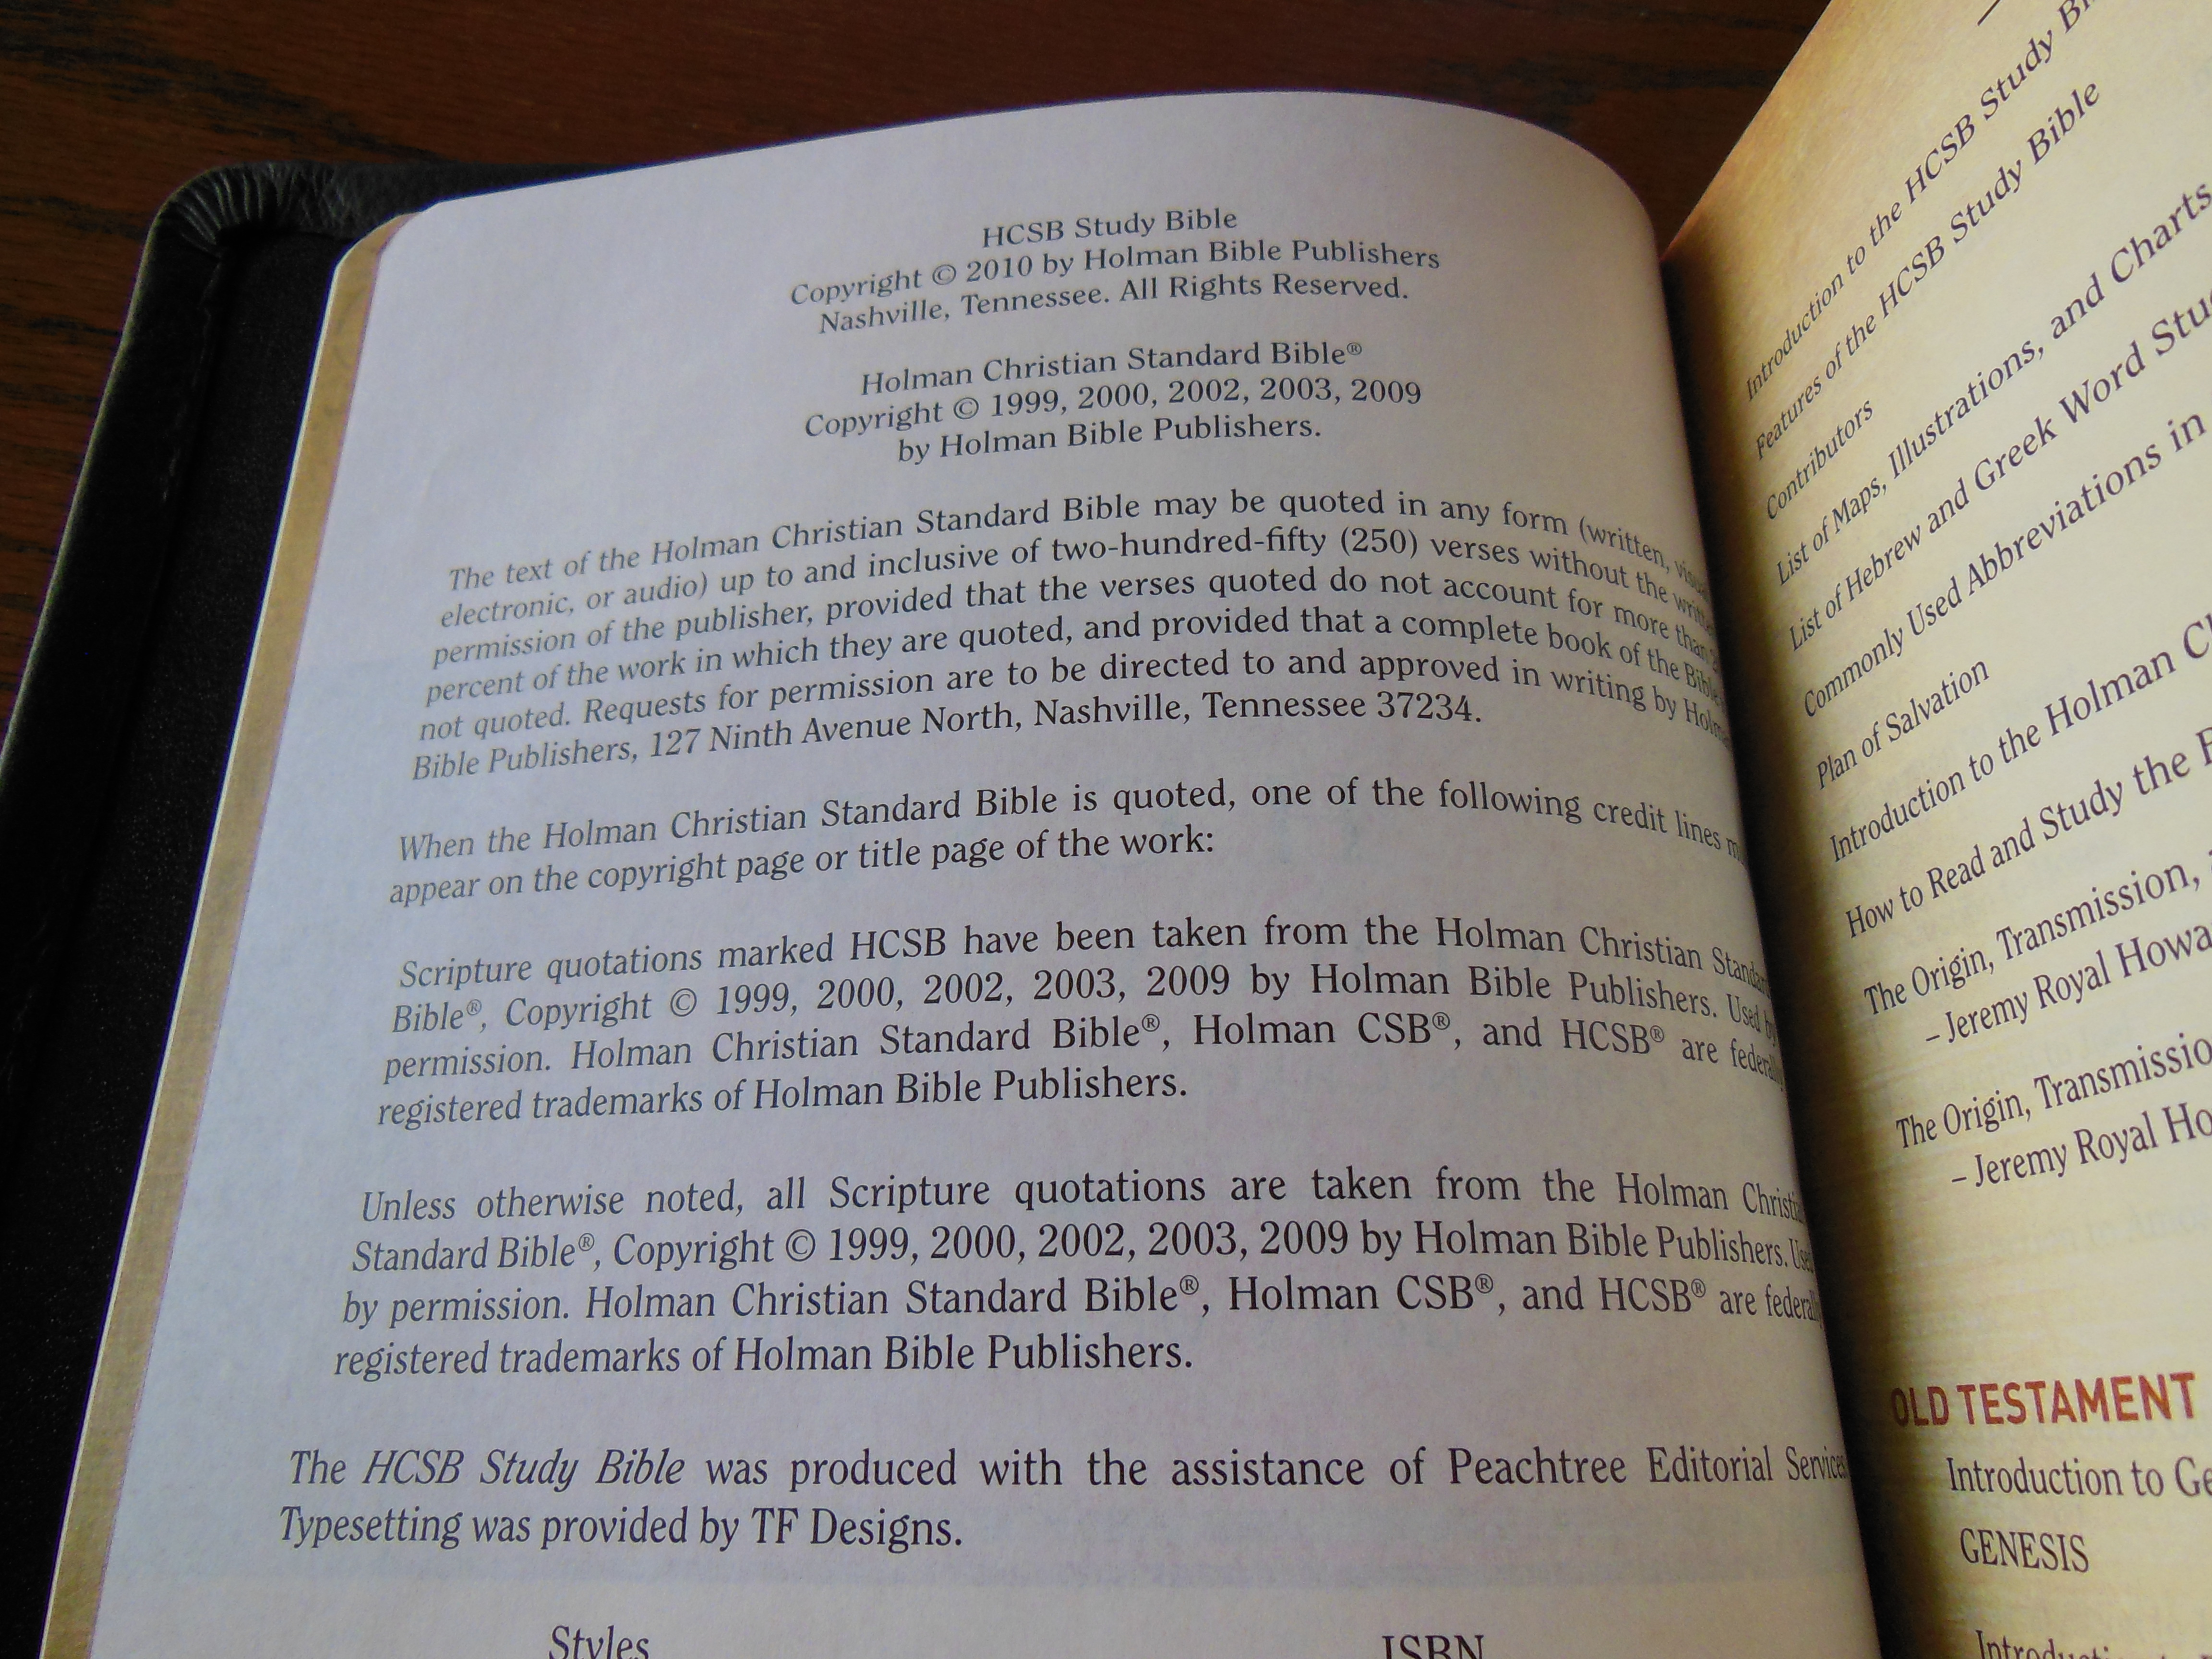 HCSB Study Bible
Copyright © 2010 by Holman Bible Publishers
Nashville, Tennessee. All Rights Reserved.
Holman Christian Standard Bible®
Copyright © 1999, 2000, 2002, 2003, 2009
by Holman Bible Publishers.
The text of the Holman Christian Standard Bible may be quoted in any form (written,
electronic, or audio) up to and inclusive of two-hundred-fifty (250) verses without the
permission of the publisher, provided that the verses quoted do not account for more than
percent of the work in which they are quoted, and provided that a complete book of the Bible
not quoted. Requests for permission are to be directed to and approved in writing by
Bible Publishers, 127 Ninth Avenue North, Nashville, Tennessee 37234.
When the Holman Christian Standard Bible is quoted, one of the following credit lines
appear on the copyright page or title page of the work:
Scripture quotations marked HCSB have been taken from the Holman Christian
Bible®, Copyright © 1999, 2000, 2002, 2003, 2009 by Holman Bible Publishers. Used by
permission. Holman Christian Standard Bible®, Holman CSB®, and HCSB® are federally
registered trademarks of Holman Bible Publishers.
Unless otherwise noted, all Scripture quotations are taken from the Holman
Standard Bible®, Copyright © 1999, 2000, 2002, 2003, 2009 by Holman Bible Publishers. Used
by permission. Holman Christian Standard Bible®, Holman CSB®, and HCSB® are federally
registered trademarks of Holman Bible Publishers.
The HCSB Study Bible was produced with the assistance of Peachtree Editorial Services
Typesetting was provided by TF Designs.
Styles ISBN
Introduction to the HCSB Study
Features of the HCSB Study Bible
Contributors
List of Maps, Illustrations, and Charts
List of Hebrew and Greek Word
Commonly Used Abbreviations in
Plan of Salvation
Introduction to the Holman
How to Read and Study the
The Origin, Transmission,
– Jeremy Royal
The Origin,
– Jeremy Royal
OLD TESTAMENT
Introduction to
GENESIS